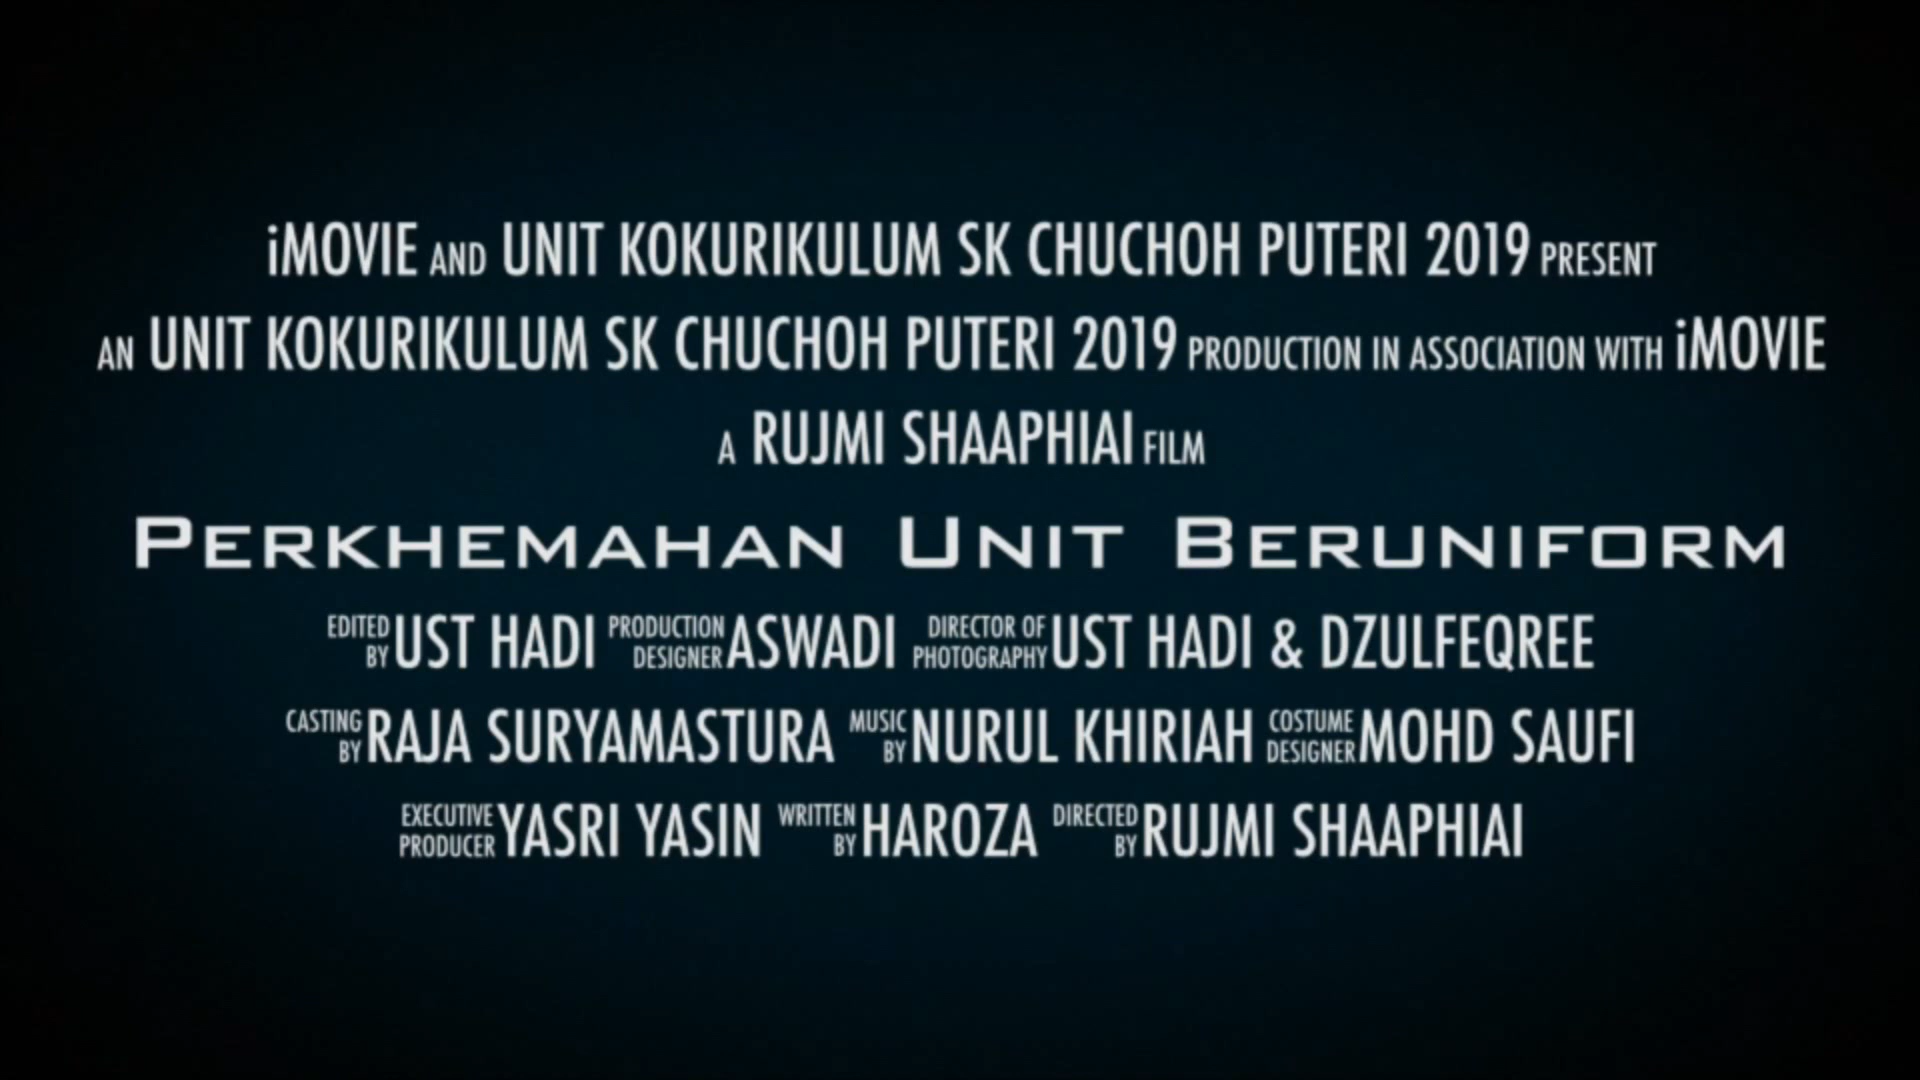 iMOVIE AND UNIT KOKURIKULUM SK CHUCHOH PUTERI 2019 PRESENT
AN UNIT KOKURIKULUM SK CHUCHOH PUTERI 2019 PRODUCTION IN ASSOCIATION WITH iMOVIE
A RUJMI SHAAPHIAI FILM
PERKHEMAHAN UNIT BERUNIFORM
EDITED BY UST HADI PRODUCTION DESIGNER ASWADI DIRECTOR OF PHOTOGRAPHY UST HADI & DZULFEQREE
CASTING BY RAJA SURYAMASTURA MUSIC BY NURUL KHIRIAH COSTUME DESIGNER MOHD SAUFI
EXECUTIVE PRODUCER YASRI YASIN WRITTEN BY HAROZA DIRECTED BY RUJMI SHAAPHIAI